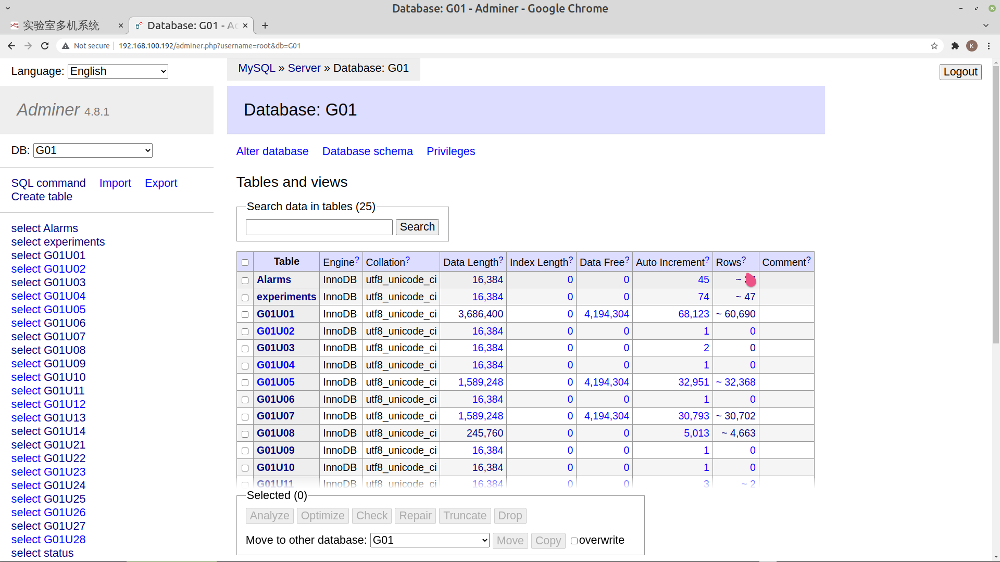 Database: G01 - Adminer - Google Chrome
实验室多机系统
Database: G01 - Ac
Not secure
192.168.100.192/adminer.php?username=root&db=G01
K
Language: English
MySQL » Server » Database: G01
Logout
Adminer 4.8.1
Database: G01
DB: G01
Alter database Database schema Privileges
SQL command Import Export
Create table
Tables and views
Search data in tables (25)
Search
select Alarms
select experiments
select G01U01
select G01U02
select G01U03
select G01U04
select G01U05
select G01U06
select G01U07
select G01U08
select G01U09
select G01U10
select G01U11
select G01U12
select G01U13
select G01U14
select G01U21
select G01U22
select G01U23
select G01U24
select G01U25
select G01U26
select G01U27
select G01U28
select status
Table Engine? Collation? Data Length? Index Length? Data Free? Auto Increment? Rows? Comment?
Alarms InnoDB utf8_unicode_ci 16,384 0 0 45 ~
experiments InnoDB utf8_unicode_ci 16,384 0 0 74 ~ 47
G01U01 InnoDB utf8_unicode_ci 3,686,400 0 4,194,304 68,123 ~ 60,690
G01U02 InnoDB utf8_unicode_ci 16,384 0 0 1 0
G01U03 InnoDB utf8_unicode_ci 16,384 0 0 2 0
G01U04 InnoDB utf8_unicode_ci 16,384 0 0 1 0
G01U05 InnoDB utf8_unicode_ci 1,589,248 0 4,194,304 32,951 ~ 32,368
G01U06 InnoDB utf8_unicode_ci 16,384 0 0 1 0
G01U07 InnoDB utf8_unicode_ci 1,589,248 0 4,194,304 30,793 ~ 30,702
G01U08 InnoDB utf8_unicode_ci 245,760 0 0 5,013 ~ 4,663
G01U09 InnoDB utf8_unicode_ci 16,384 0 0 1 0
G01U10 InnoDB utf8_unicode_ci 16,384 0 0 1 0
G01U11 InnoDB utf8_unicode_ci 16,384 0 0 3 ~ 2
Selected (0)
Analyze Optimize Check Repair Truncate Drop
Move to other database: G01 Move Copy overwrite